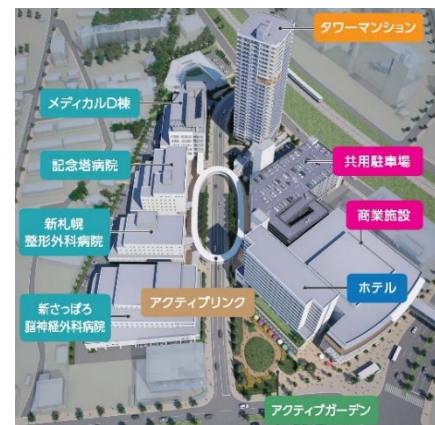 タワーマンション
メディカルD棟
記念塔病院
共用駐車場
新札幌
整形外科病院
商業施設
ホテル
アクティブリンク
新さっぽろ
脳神経外科病院
アクティブガーデン